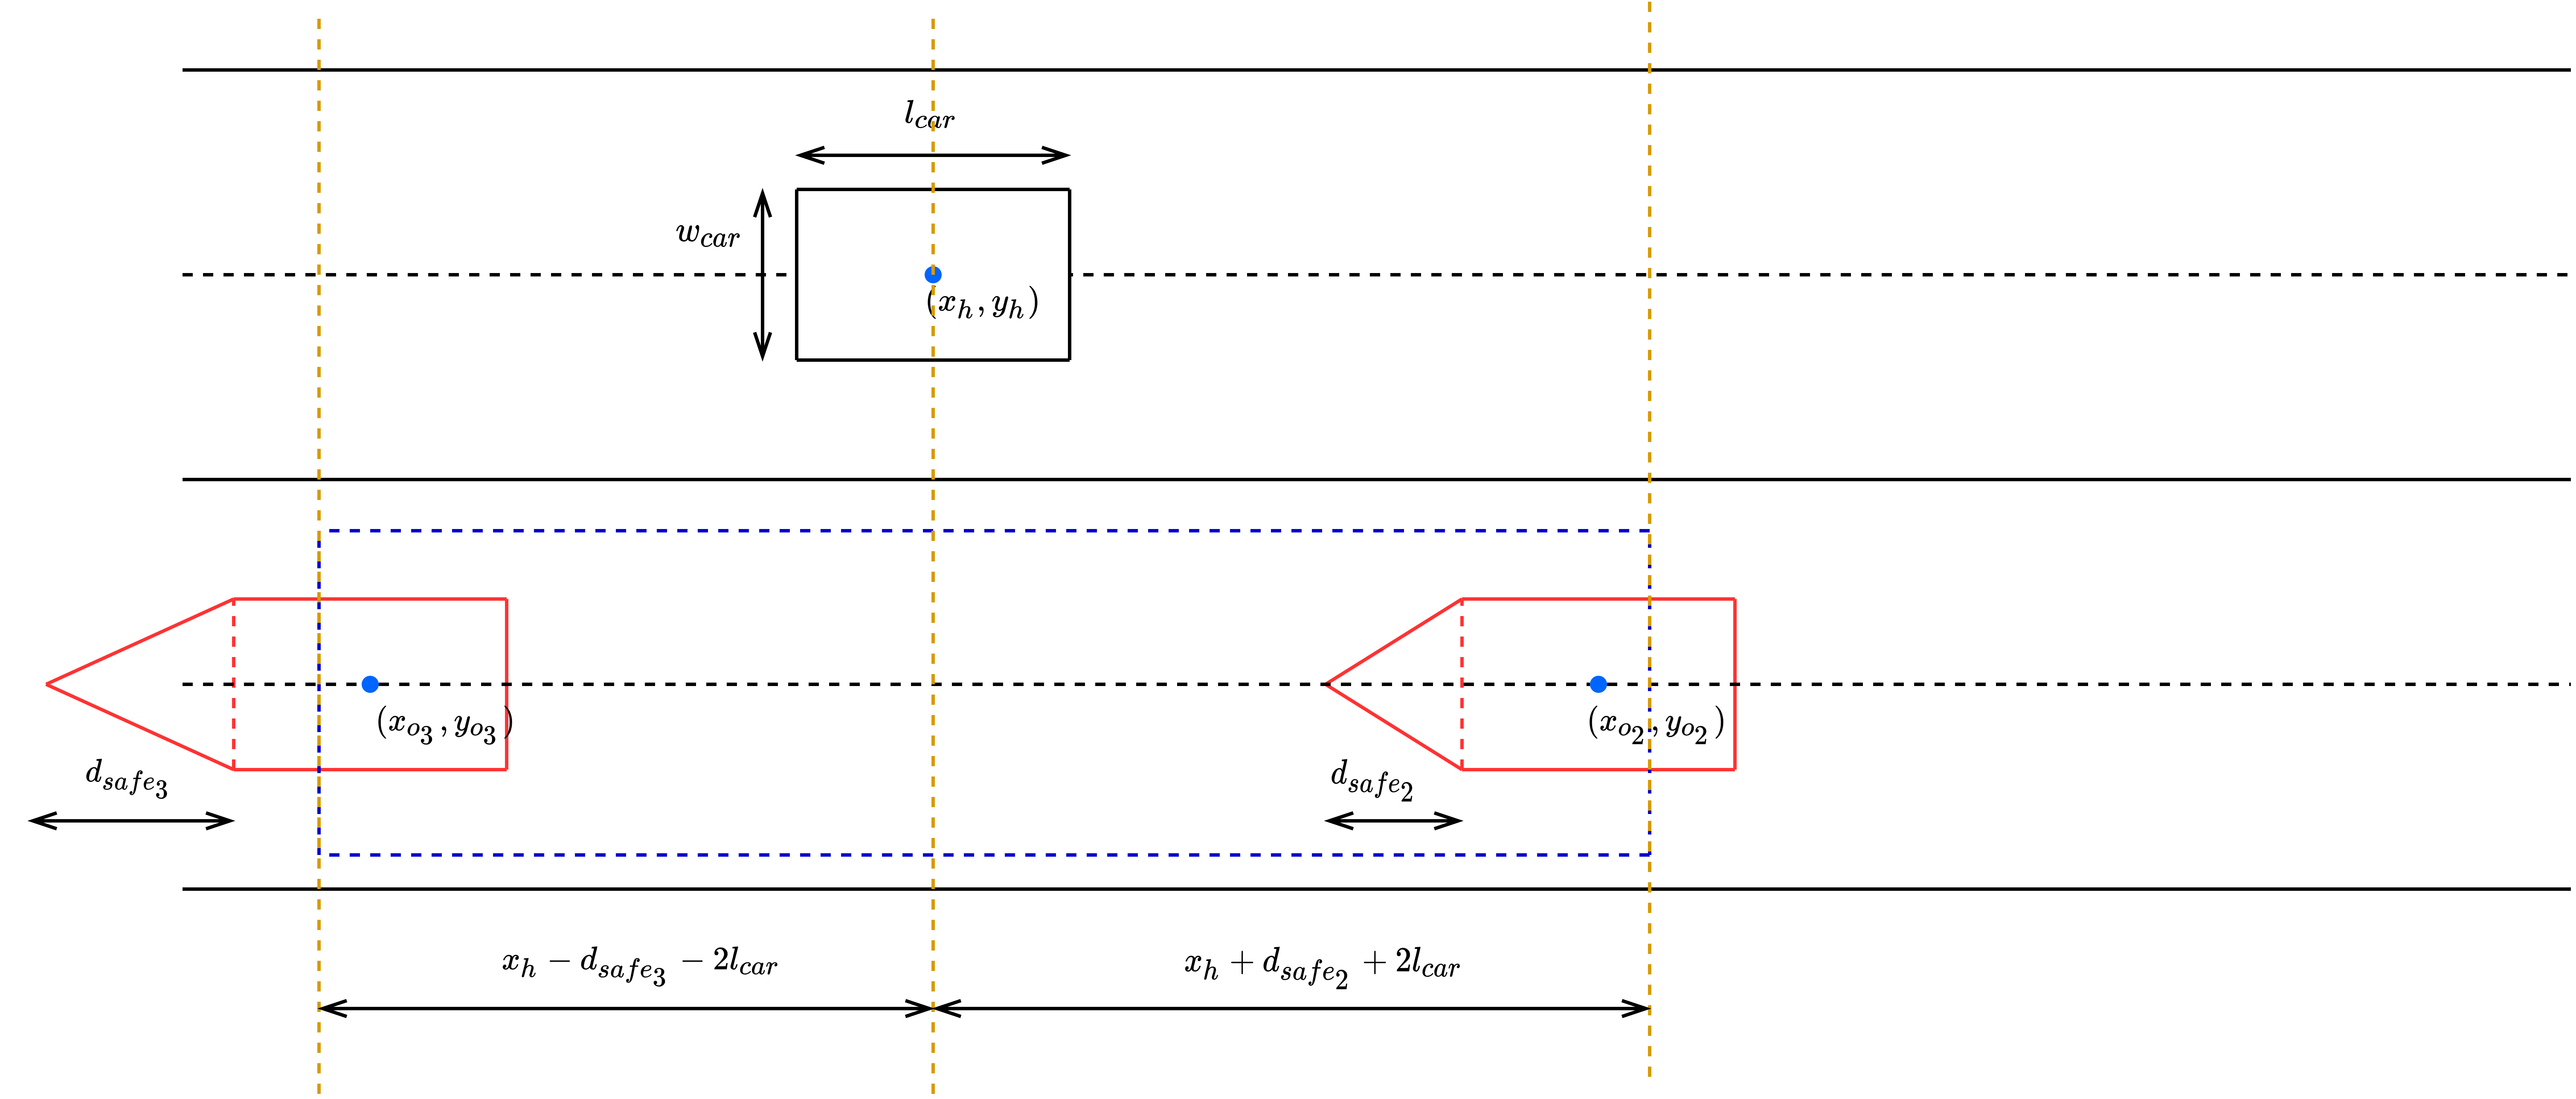 $l_{car}$
$w_{car}$
$(x_h, y_h)$
$(x_{o_3}, y_{o_3})$
$(x_{o_2}, y_{o_2})$
$d_{safe_3}$
$d_{safe_2}$
$x_h - d_{safe_3} - 2l_{car}$
$x_h + d_{safe_2} + 2l_{car}$